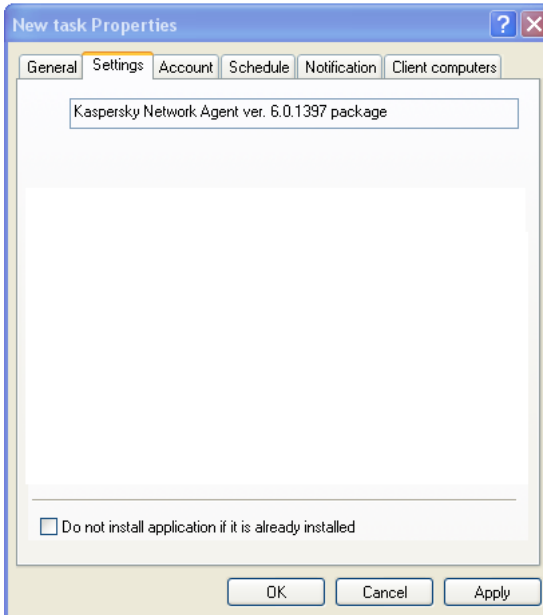 New task Properties
General Settings Account Schedule Notification Client computers
Kaspersky Network Agent ver. 6.0.1397 package
Do not install application if it is already installed
OK Cancel Apply